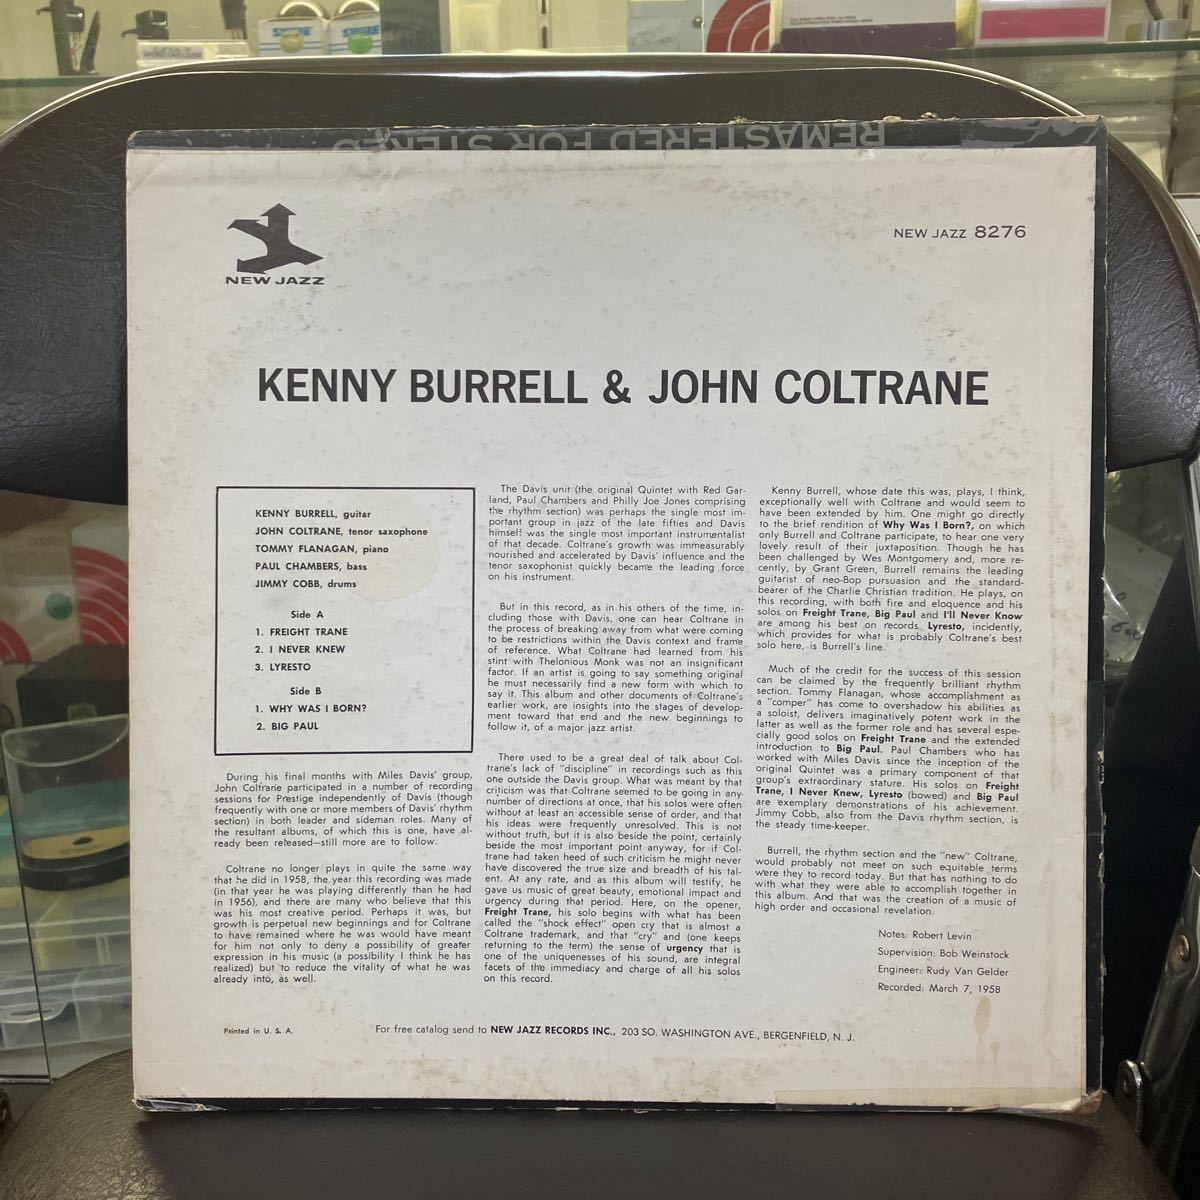 REMASTERED FOR STEREO
NEW JAZZ
NEW JAZZ 8276
KENNY BURRELL & JOHN COLTRANE
KENNY BURRELL, guitar
JOHN COLTRANE, tenor saxophone
TOMMY FLANAGAN, piano
PAUL CHAMBERS, bass
JIMMY COBB, drums
Side A
1. FREIGHT TRANE
2. I NEVER KNEW
3. LYRESTO
Side B
1. WHY WAS I BORN?
2. BIG PAUL
During his final months with Miles Davis' group,
John Coltrane participated in a number of recording
sessions for Prestige independently of Davis (though
frequently with one or more members of Davis' rhythm
section) in both leader and sideman roles. Many of
the resultant albums, of which this is one, have al-
ready been released—still more are to follow.
Coltrane no longer plays in quite the same way
that he did in 1958, the year this recording was made
(in that year he was playing differently than he had
in 1956), and there are many who believe that this
was his most creative period. Perhaps it was, but
growth is perpetual new beginnings and for Coltrane
to have remained where he was would have meant
for him not only to deny a possibility of greater
expression in his music (a possibility I think he has
realized) but to reduce the vitality of what he was
already into, as well.
The Davis unit (the original Quintet with Red Gar-
land, Paul Chambers and Philly Joe Jones comprising
the rhythm section) was perhaps the single most im-
portant group in jazz of the late fifties and Davis
himself was the single most important instrumentalist
of that decade. Coltrane's growth was immeasurably
nourished and accelerated by Davis' influence and the
tenor saxophonist quickly became the leading force
on his instrument.
But in this record, as in his others of the time, in-
cluding those with Davis, one can hear Coltrane in
the process of breaking away from what were coming
to be restrictions within the Davis context and frame
of reference. What Coltrane had learned from his
stint with Thelonious Monk was not an insignificant
factor. If an artist is going to say something original
he must necessarily find a new form with which to
say it. This album and other documents of Coltrane's
earlier work, are insights into the stages of develop-
ment toward that end and the new beginnings to
follow it, of a major jazz artist.
There used to be a great deal of talk about Col-
trane's lack of "discipline" in recordings such as this
one outside the Davis group. What was meant by that
criticism was that Coltrane seemed to be going in any
number of directions at once, that his solos were often
without at least an accessible sense of order, and that
his ideas were frequently unresolved. This is not
without truth, but it is also beside the point, certainly
beside the most important point anyway, for if Col-
trane had taken heed of such criticism he might never
have discovered the true size and breadth of his tal-
ent. At any rate, and as this album will testify, he
gave us music of great beauty, emotional impact and
urgency during that period. Here, on the opener,
Freight Trane, his solo begins with what has been
called the "shock effect" open cry that is almost a
Coltrane trademark, and that "cry" and (one keeps
returning to the term) the sense of urgency that is
one of the uniquenesses of his sound, are integral
facets of the immediacy and charge of all his solos
on this record.
Kenny Burrell, whose date this was, plays, I think,
exceptionally well with Coltrane and would seem to
have been extended by him. One might go directly
to the brief rendition of Why Was I Born?, on which
only Burrell and Coltrane participate, to hear one very
lovely result of their juxtaposition. Though he has
been challenged by Wes Montgomery and, more re-
cently, by Grant Green, Burrell remains the leading
guitarist of neo-Bop pursuasion and the standard-
bearer of the Charlie Christian tradition. He plays, on
this recording, with both fire and eloquence and his
solos on Freight Trane, Big Paul and I'll Never Know
are among his best on records. Lyresto, incidently,
which provides for what is probably Coltrane's best
solo here, is Burrell's line.
Much of the credit for the success of this session
can be claimed by the frequently brilliant rhythm
section. Tommy Flanagan, whose accomplishment as
a "comper" has come to overshadow his abilities as
a soloist, delivers imaginatively potent work in the
latter as well as the former role and has several espe-
cially good solos on Freight Trane and the extended
introduction to Big Paul. Paul Chambers who has
worked with Miles Davis since the inception of the
original Quintet was a primary component of that
group's extraordinary stature. His solos on Freight
Trane, I Never Knew, Lyresto (bowed) and Big Paul
are exemplary demonstrations of his achievement.
Jimmy Cobb, also from the Davis rhythm section, is
the steady time-keeper.
Burrell, the rhythm section and the "new" Coltrane,
would probably not meet on such equitable terms
were they to record today. But that has nothing to do
with what they were able to accomplish together in
this album. And that was the creation of a music of
high order and occasional revelation.
Notes: Robert Levin
Supervision: Bob Weinstock
Engineer: Rudy Van Gelder
Recorded: March 7, 1958
Printed in U. S. A.
For free catalog send to NEW JAZZ RECORDS INC., 203 SO. WASHINGTON AVE., BERGENFIELD, N. J.